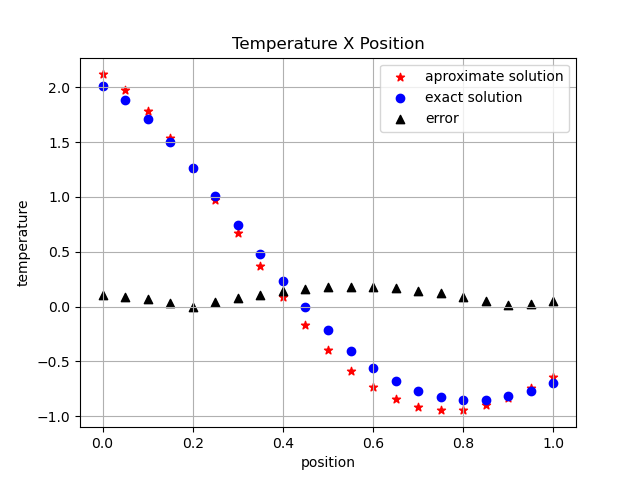 Temperature X Position
aproximate solution
exact solution
error
2.0
1.5
1.0
0.5
0.0
−0.5
−1.0
temperature
0.0 0.2 0.4 0.6 0.8 1.0
position